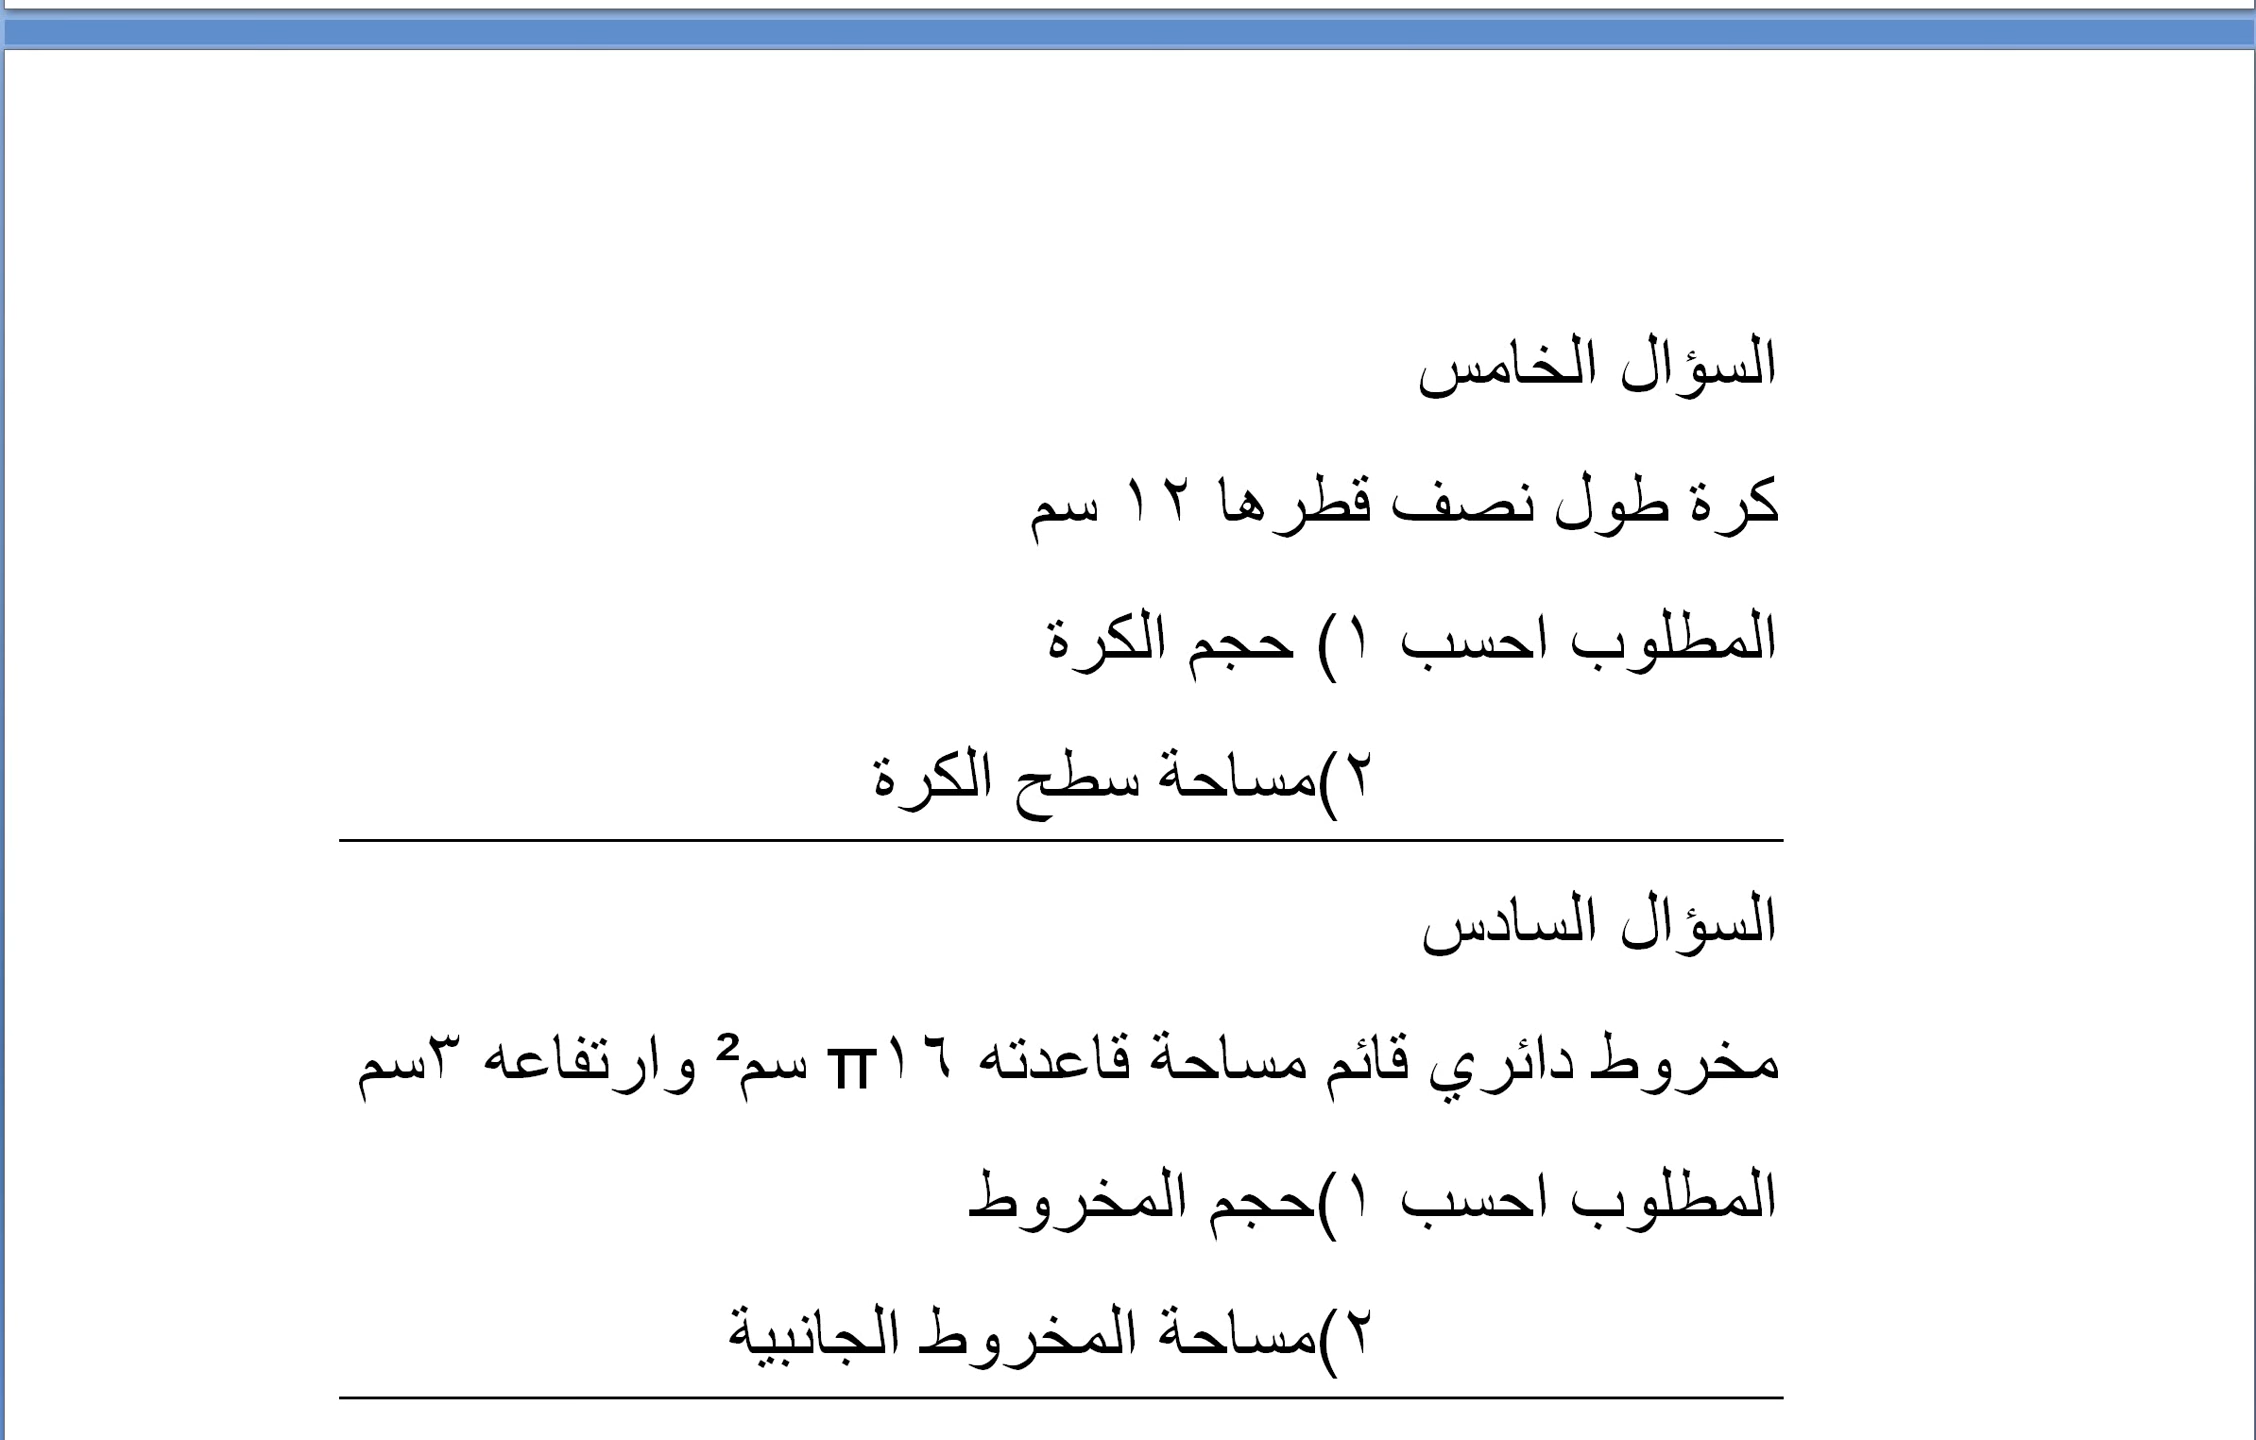 السؤال الخامس
كرة طول نصف قطرها ١٢ سم
المطلوب احسب ١) حجم الكرة
٢)مساحة سطح الكرة
السؤال السادس
مخروط دائري قائم مساحة قاعدته ١٦π سم² وارتفاعه ٣سم
المطلوب احسب ١)حجم المخروط
٢)مساحة المخروط الجانبية